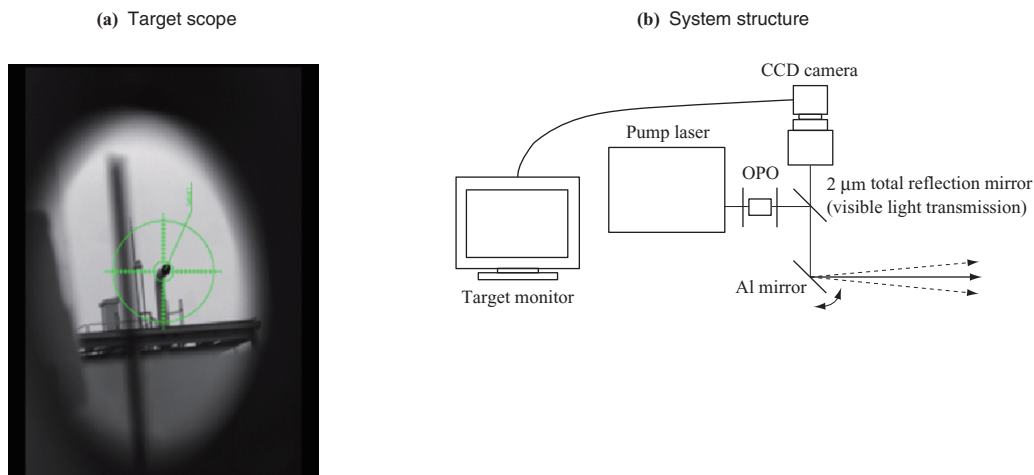 (a) Target scope
(b) System structure
CCD camera
Pump laser
OPO
2 μm total reflection mirror
(visible light transmission)
Al mirror
Target monitor